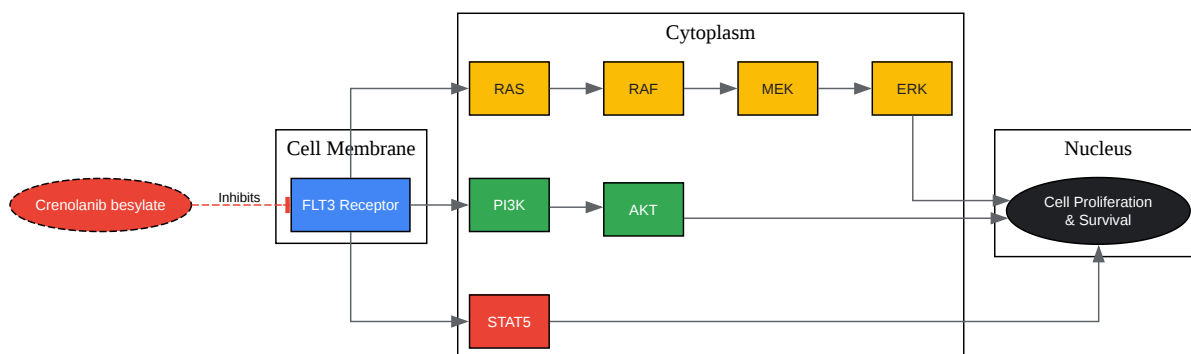 Cytoplasm
RAS
RAF
MEK
ERK
Cell Membrane
Nucleus
Inhibits
Crenolanib besylate
FLT3 Receptor
PI3K
AKT
Cell Proliferation
& Survival
STAT5